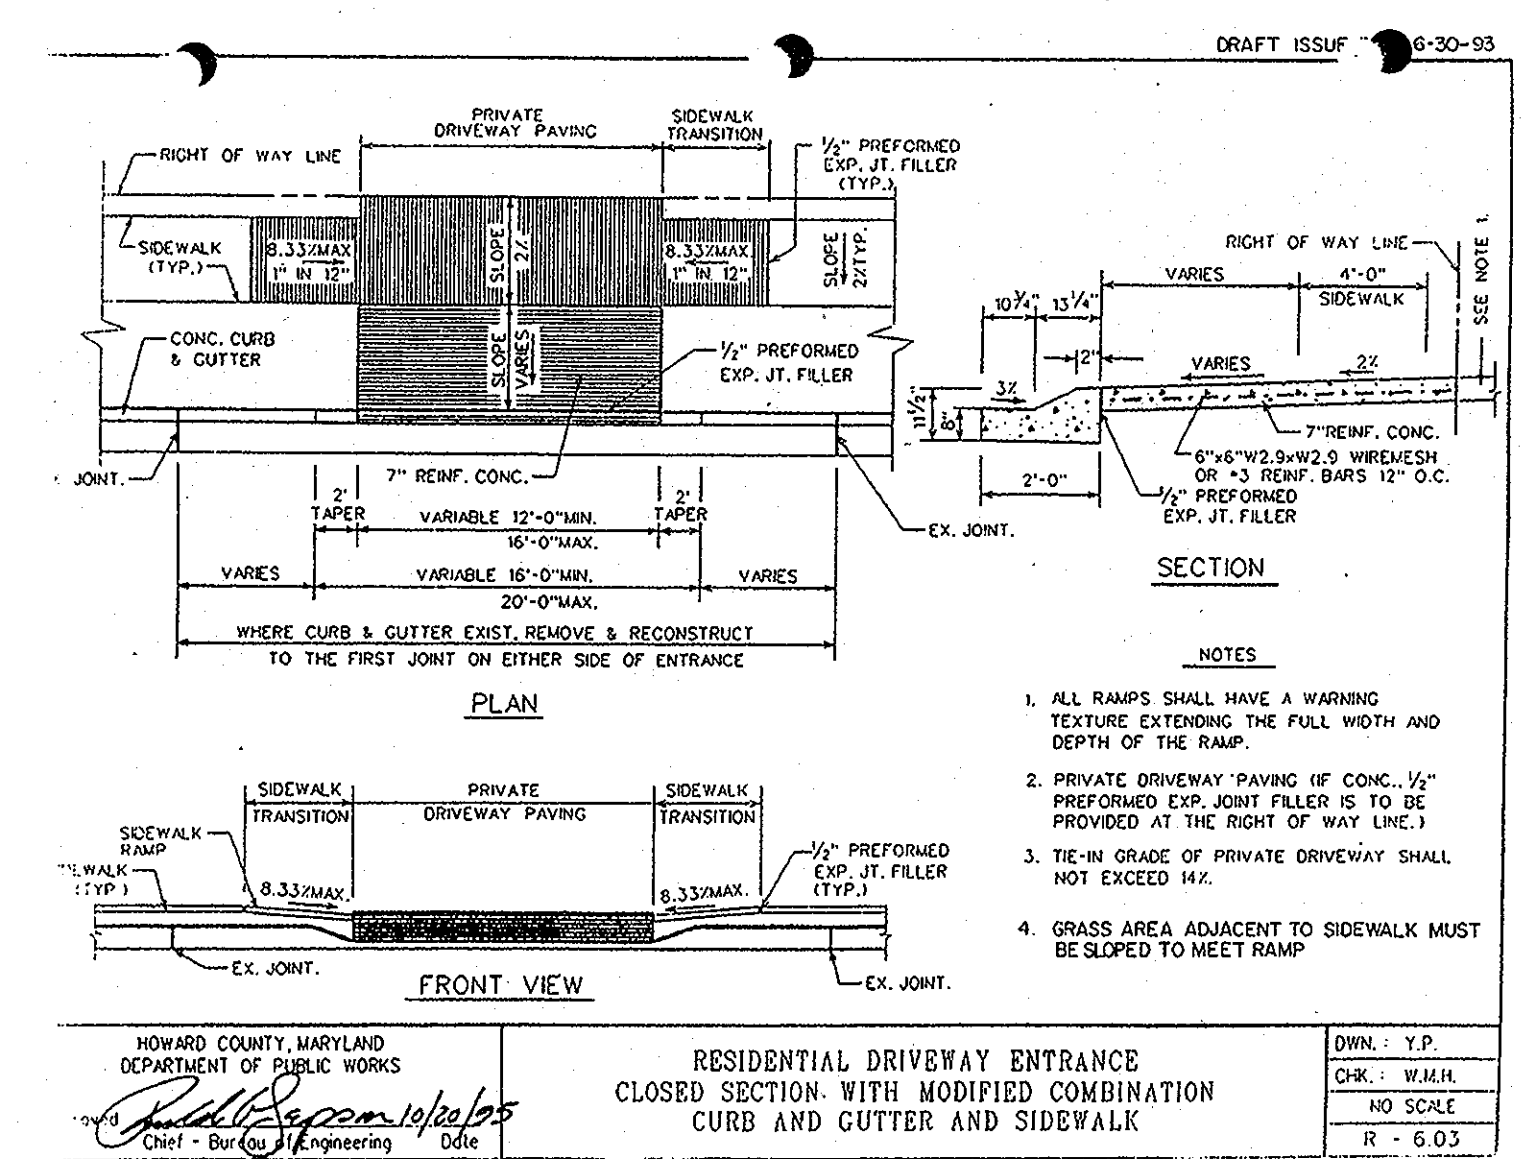 DRAFT ISSUF 6-30-93
PRIVATE
DRIVEWAY PAVING
SIDEWALK
TRANSITION
1/2" PREFORMED
EXP. JT. FILLER
(TYP.)
RIGHT OF WAY LINE
SIDEWALK
(TYP.)
8.33%MAX
1" IN 12"
SLOPE
2%
8.33%MAX
1" IN 12"
SLOPE
2%TYP.
CONC. CURB
& GUTTER
SLOPE
VARIES
1/2" PREFORMED
EXP. JT. FILLER
JOINT.
7" REINF. CONC.
2'
TAPER
VARIABLE 12'-0"MIN.
16'-0"MAX.
2'
TAPER
EX. JOINT.
VARIES
VARIABLE 16'-0"MIN.
20'-0"MAX.
VARIES
WHERE CURB & GUTTER EXIST. REMOVE & RECONSTRUCT
TO THE FIRST JOINT ON EITHER SIDE OF ENTRANCE
PLAN
RIGHT OF WAY LINE
SEE NOTE 1.
VARIES
4'-0"
SIDEWALK
10 3/4"
13 1/4"
2"
VARIES
2%
3%
11 1/2"
8"
7"REINF. CONC.
6"x6"W2.9xW2.9 WIREMESH
OR #3 REINF. BARS 12" O.C.
2'-0"
1/2" PREFORMED
EXP. JT. FILLER
SECTION
NOTES
1. ALL RAMPS SHALL HAVE A WARNING
TEXTURE EXTENDING THE FULL WIDTH AND
DEPTH OF THE RAMP.
2. PRIVATE DRIVEWAY PAVING (IF CONC., 1/2"
PREFORMED EXP. JOINT FILLER IS TO BE
PROVIDED AT THE RIGHT OF WAY LINE.)
3. TIE-IN GRADE OF PRIVATE DRIVEWAY SHALL
NOT EXCEED 14%.
4. GRASS AREA ADJACENT TO SIDEWALK MUST
BE SLOPED TO MEET RAMP
SIDEWALK
TRANSITION
PRIVATE
DRIVEWAY PAVING
SIDEWALK
TRANSITION
SIDEWALK
RAMP
(TYP.)
8.33%MAX.
8.33%MAX.
1/2" PREFORMED
EXP. JT. FILLER
(TYP.)
EX. JOINT.
EX. JOINT.
FRONT VIEW
HOWARD COUNTY, MARYLAND
DEPARTMENT OF PUBLIC WORKS
10/20/95
Chief - Bureau of Engineering Date
RESIDENTIAL DRIVEWAY ENTRANCE
CLOSED SECTION WITH MODIFIED COMBINATION
CURB AND GUTTER AND SIDEWALK
DWN. : Y.P.
CHK. : W.M.H.
NO SCALE
R - 6.03